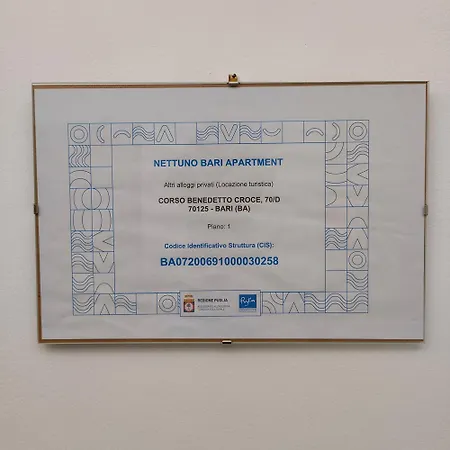 NETTUNO BARI APARTMENT
Altri alloggi privati (Locazione turistica)
CORSO BENEDETTO CROCE, 70/D
70125 - BARI (BA)
Piano: 1
Codice Identificativo Struttura (CIS):
BA07200691000030258
REGIONE PUGLIA